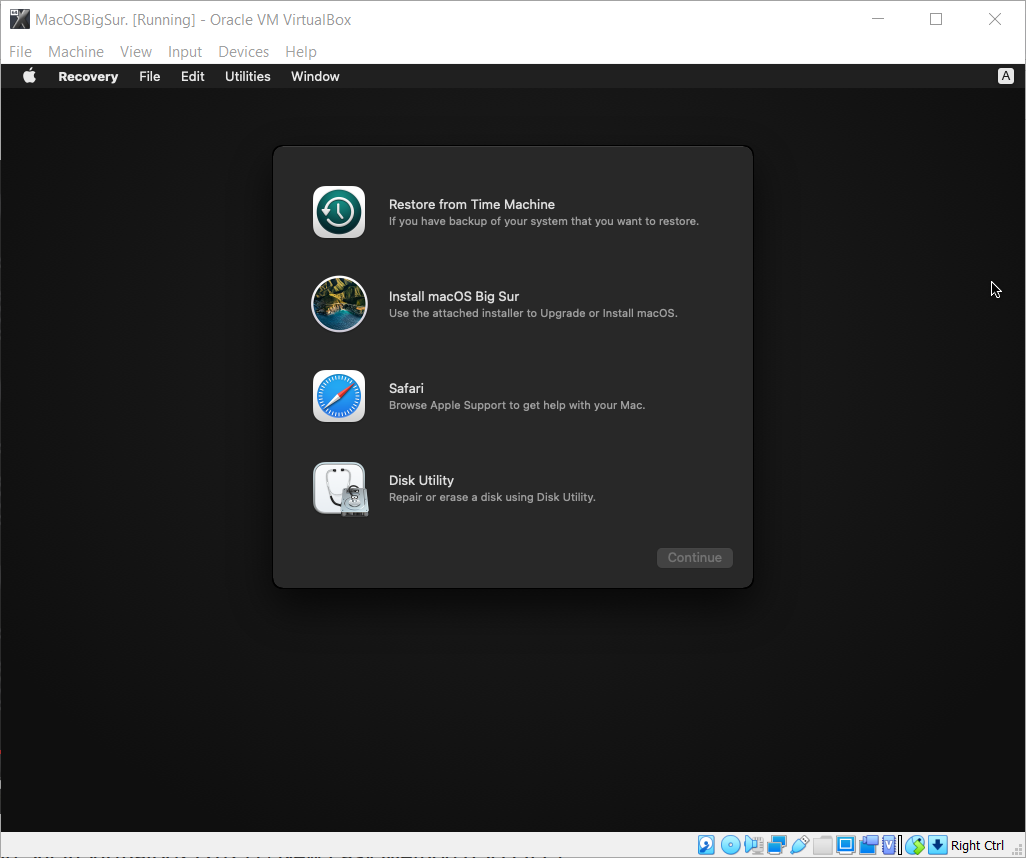 MacOSBigSur. [Running] - Oracle VM VirtualBox
File Machine View Input Devices Help
Recovery File Edit Utilities Window A
Restore from Time Machine
If you have backup of your system that you want to restore.
Install macOS Big Sur
Use the attached installer to Upgrade or Install macOS.
Safari
Browse Apple Support to get help with your Mac.
Disk Utility
Repair or erase a disk using Disk Utility.
Continue
Right Ctrl